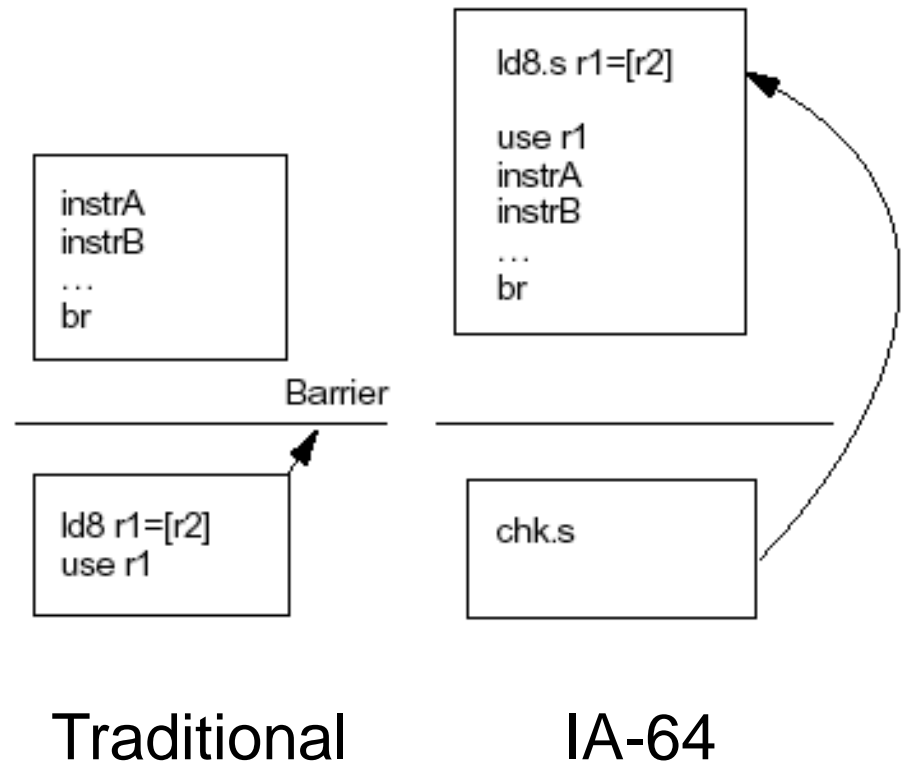 instrA
instrB
...
br
Barrier
ld8 r1=[r2]
use r1
Traditional
ld8.s r1=[r2]
use r1
instrA
instrB
...
br
chk.s
IA-64